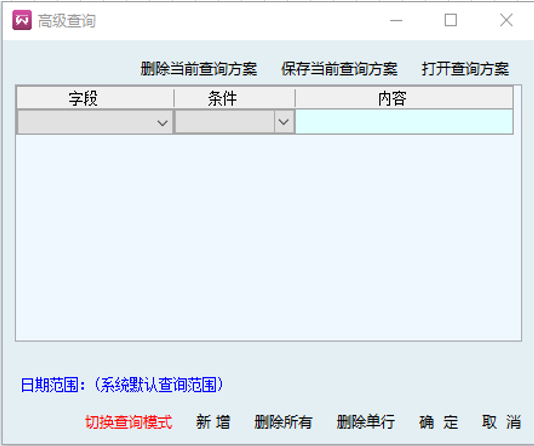 高级查询
删除当前查询方案 保存当前查询方案 打开查询方案
字段 条件 内容
日期范围：(系统默认查询范围)
切换查询模式 新 增 删除所有 删除单行 确 定 取 消